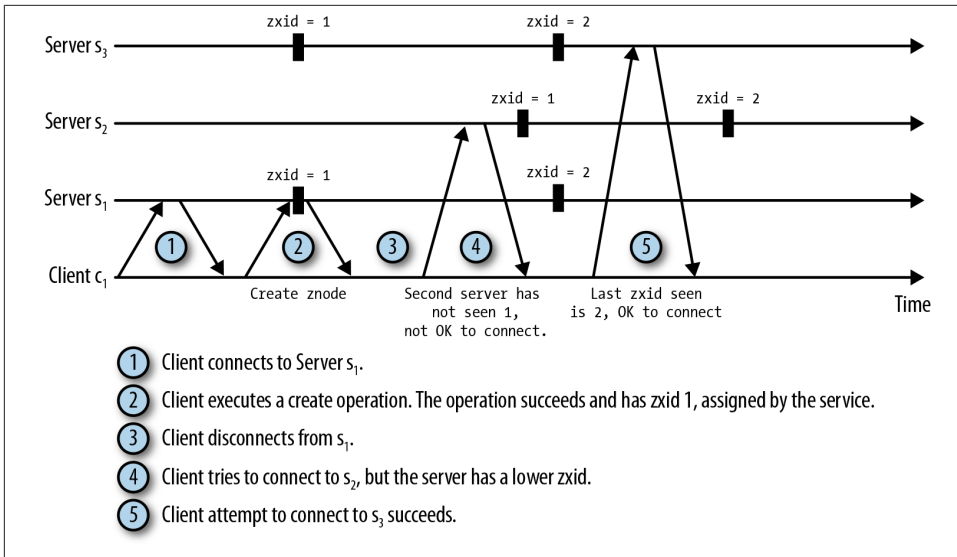 zxid = 1
zxid = 2
Server s3
zxid = 1
zxid = 2
Server s2
zxid = 1
zxid = 2
Server s1
1
2
3
4
5
Client c1
Create znode
Second server has
not seen 1,
not OK to connect.
Last zxid seen
is 2, OK to connect
Time
1 Client connects to Server s1.
2 Client executes a create operation. The operation succeeds and has zxid 1, assigned by the service.
3 Client disconnects from s1.
4 Client tries to connect to s2, but the server has a lower zxid.
5 Client attempt to connect to s3 succeeds.